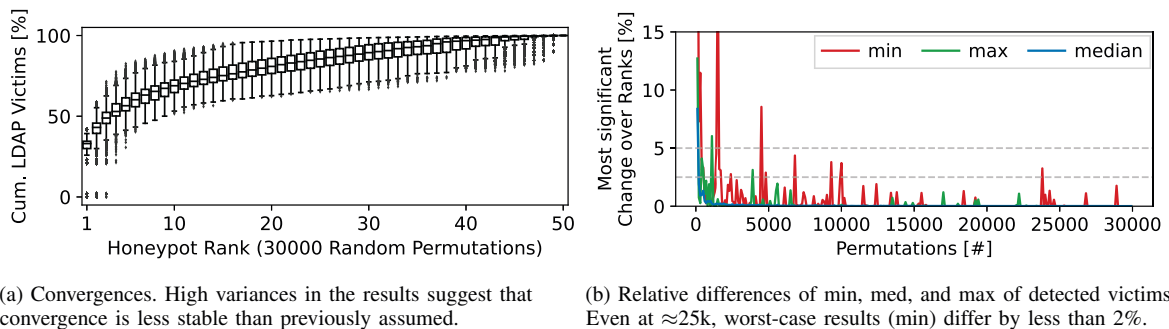 100
50
0
Cum. LDAP Victims [%]
1 10 20 30 40 50
Honeypot Rank (30000 Random Permutations)
(a) Convergences. High variances in the results suggest that
convergence is less stable than previously assumed.
15
10
5
0
Most significant
Change over Ranks [%]
min max median
0 5000 10000 15000 20000 25000 30000
Permutations [#]
(b) Relative differences of min, med, and max of detected victims
Even at ≈25k, worst-case results (min) differ by less than 2%.